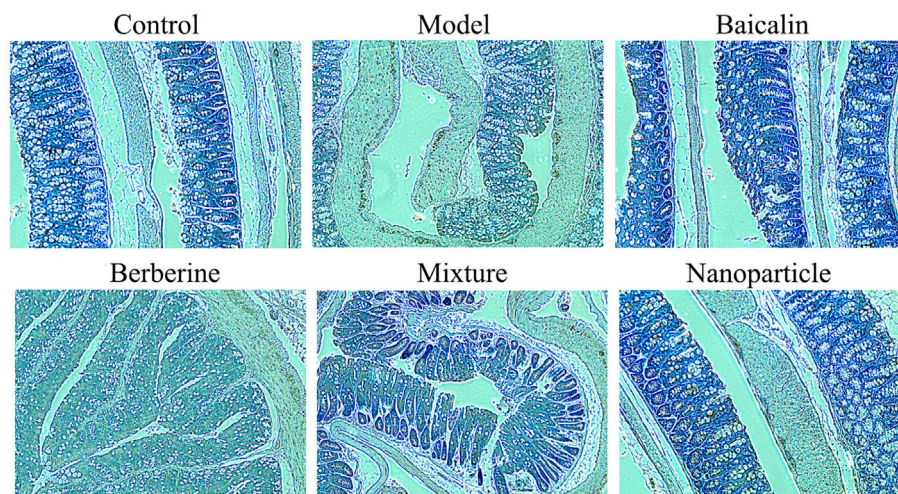 Control
Model
Baicalin
Berberine
Mixture
Nanoparticle